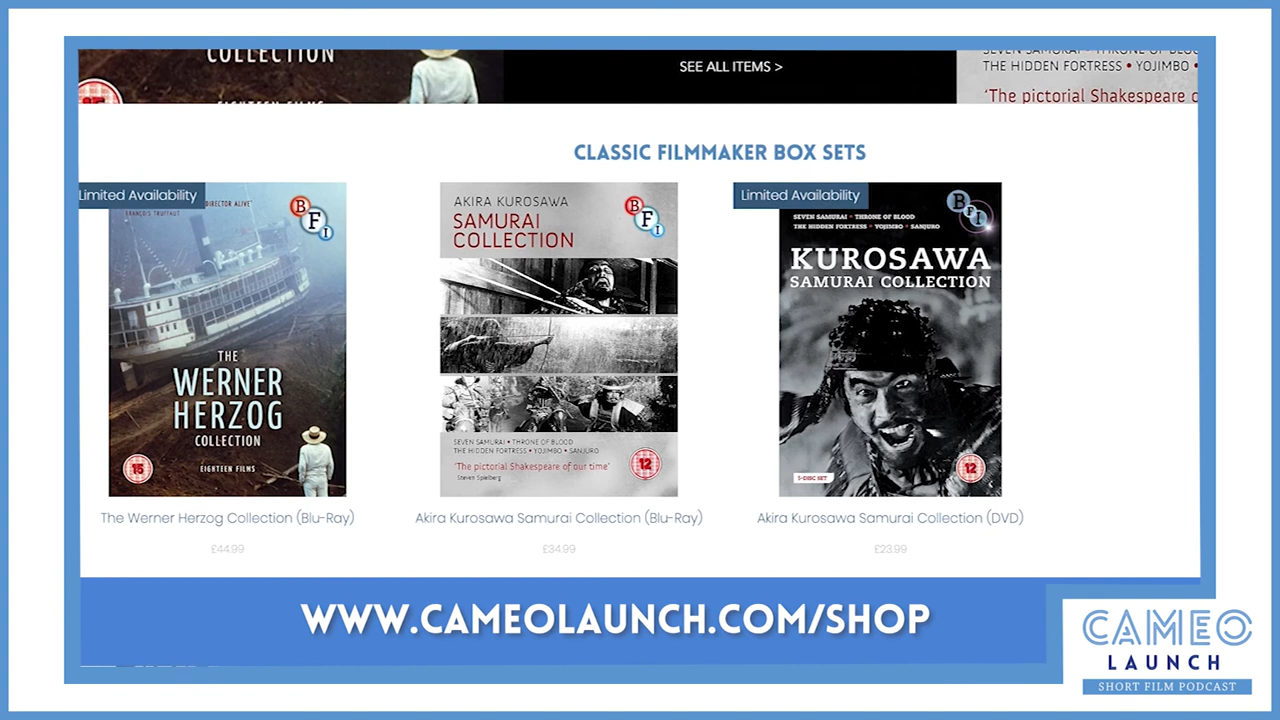 COLLECTION
EIGHTEEN FILMS
SEE ALL ITEMS >
SEVEN SAMURAI • THRONE OF BLOO
THE HIDDEN FORTRESS • YOJIMBO •
'The pictorial Shakespeare o
CLASSIC FILMMAKER BOX SETS
Limited Availability
DIRECTOR ALIVE'
FRANÇOIS TRUFFAUT
BFI
THE
WERNER
HERZOG
COLLECTION
EIGHTEEN FILMS
15
The Werner Herzog Collection (Blu-Ray)
£44.99
AKIRA KUROSAWA
SAMURAI
COLLECTION
BFI
SEVEN SAMURAI • THRONE OF BLOOD
THE HIDDEN FORTRESS • YOJIMBO • SANJURO
'The pictorial Shakespeare of our time'
Steven Spielberg
12
Akira Kurosawa Samurai Collection (Blu-Ray)
£34.99
Limited Availability
BFI
SEVEN SAMURAI • THRONE OF BLOOD
THE HIDDEN FORTRESS • YOJIMBO • SANJURO
KUROSAWA
SAMURAI COLLECTION
5-DISC SET
12
Akira Kurosawa Samurai Collection (DVD)
£23.99
WWW.CAMEOLAUNCH.COM/SHOP
CAMEO
LAUNCH
SHORT FILM PODCAST